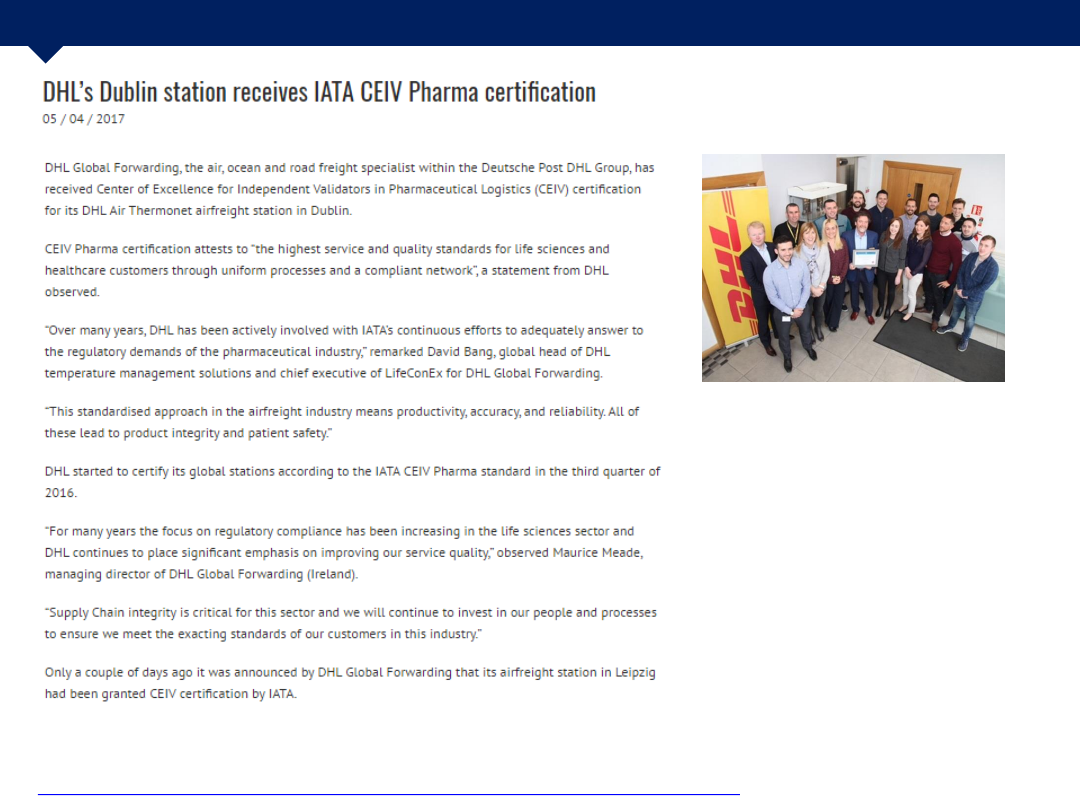 DHL’s Dublin station receives IATA CEIV Pharma certification
05 / 04 / 2017
DHL Global Forwarding, the air, ocean and road freight specialist within the Deutsche Post DHL Group, has
received Center of Excellence for Independent Validators in Pharmaceutical Logistics (CEIV) certification
for its DHL Air Thermonet airfreight station in Dublin.
CEIV Pharma certification attests to “the highest service and quality standards for life sciences and
healthcare customers through uniform processes and a compliant network”, a statement from DHL
observed.
“Over many years, DHL has been actively involved with IATA’s continuous efforts to adequately answer to
the regulatory demands of the pharmaceutical industry,” remarked David Bang, global head of DHL
temperature management solutions and chief executive of LifeConEx for DHL Global Forwarding.
“This standardised approach in the airfreight industry means productivity, accuracy, and reliability. All of
these lead to product integrity and patient safety.”
DHL started to certify its global stations according to the IATA CEIV Pharma standard in the third quarter of
2016.
“For many years the focus on regulatory compliance has been increasing in the life sciences sector and
DHL continues to place significant emphasis on improving our service quality,” observed Maurice Meade,
managing director of DHL Global Forwarding (Ireland).
“Supply Chain integrity is critical for this sector and we will continue to invest in our people and processes
to ensure we meet the exacting standards of our customers in this industry.”
Only a couple of days ago it was announced by DHL Global Forwarding that its airfreight station in Leipzig
had been granted CEIV certification by IATA.
DHL